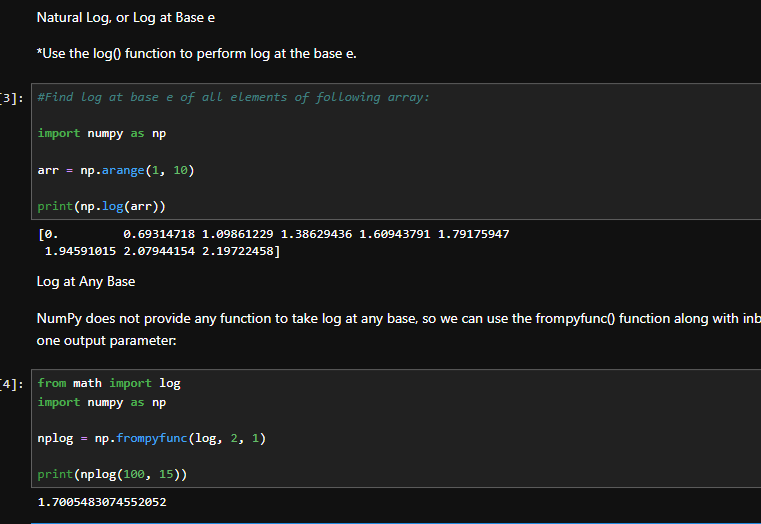 Natural Log, or Log at Base e
*Use the log() function to perform log at the base e.
[3]: #Find log at base e of all elements of following array:
import numpy as np
arr = np.arange(1, 10)
print(np.log(arr))
[0.         0.69314718 1.09861229 1.38629436 1.60943791 1.79175947
 1.94591015 2.07944154 2.19722458]
Log at Any Base
NumPy does not provide any function to take log at any base, so we can use the frompyfunc() function along with inb
one output parameter:
[4]: from math import log
import numpy as np
nplog = np.frompyfunc(log, 2, 1)
print(nplog(100, 15))
1.7005483074552052